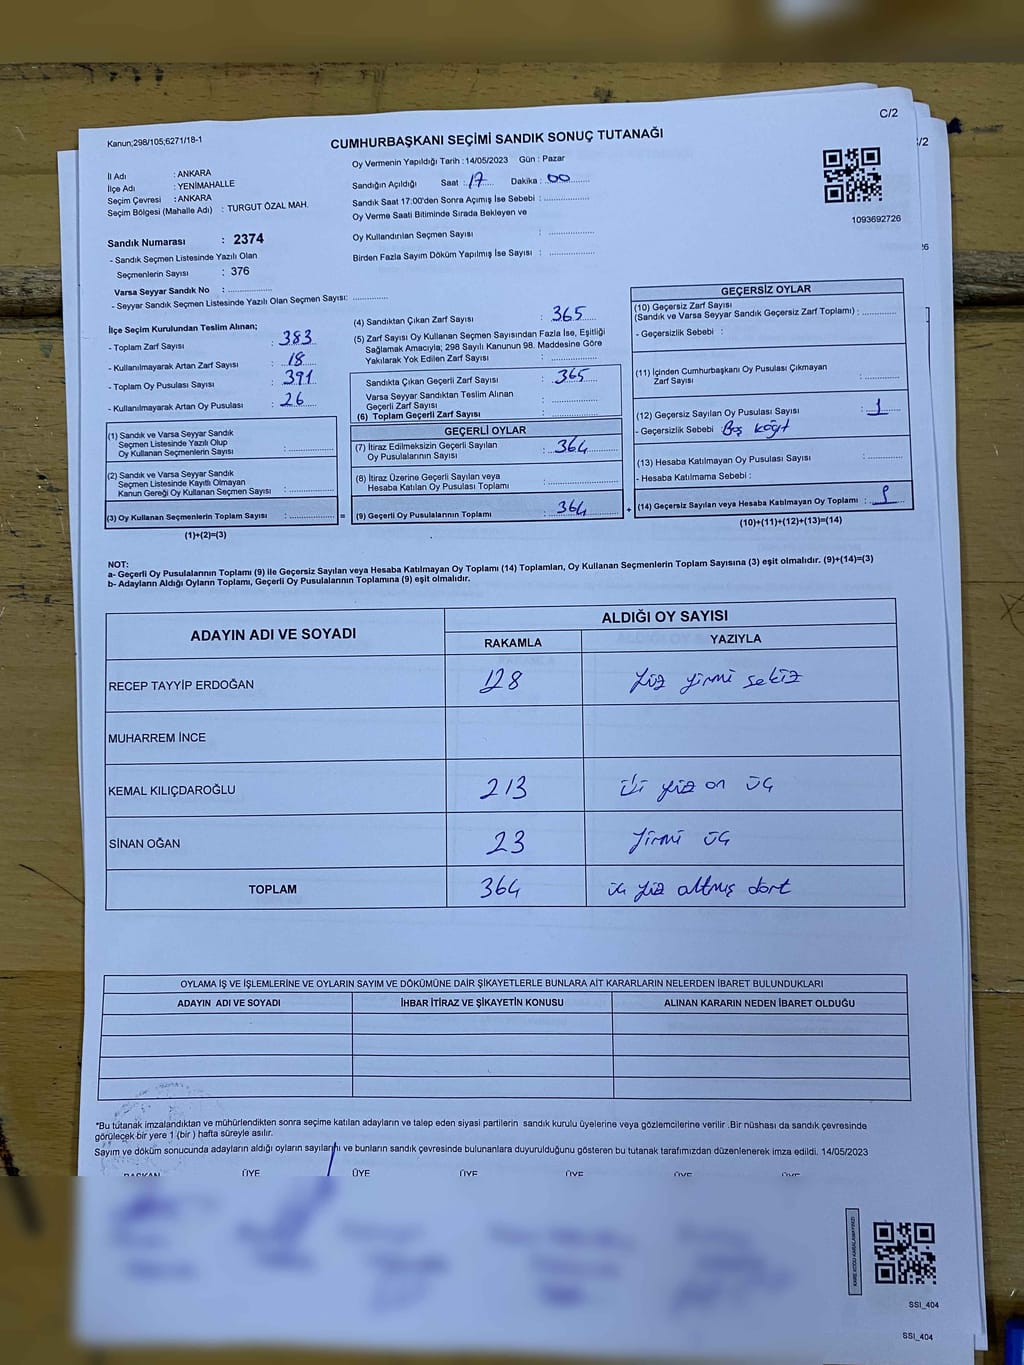 C/2
Kanun;298/105;6271/18-1
CUMHURBAŞKANI SEÇİMİ SANDIK SONUÇ TUTANAĞI
İl Adı : ANKARA
İlçe Adı : YENİMAHALLE
Seçim Çevresi : ANKARA
Seçim Bölgesi (Mahalle Adı) : TURGUT ÖZAL MAH.
Oy Vermenin Yapıldığı Tarih : 14/05/2023 Gün : Pazar
Sandığın Açıldığı Saat : 17 Dakika : 00
Sandık Saat 17:00'den Sonra Açımış İse Sebebi :
Oy Verme Saati Bitiminde Sırada Bekleyen ve
Oy Kullandırılan Seçmen Sayısı :
Birden Fazla Sayım Döküm Yapılmış İse Sayısı :
1093692726
Sandık Numarası : 2374
- Sandık Seçmen Listesinde Yazılı Olan
Seçmenlerin Sayısı : 376
Varsa Seyyar Sandık No :
- Seyyar Sandık Seçmen Listesinde Yazılı Olan Seçmen Sayısı:
İlçe Seçim Kurulundan Teslim Alınan;
- Toplam Zarf Sayısı : 383
- Kullanılmayarak Artan Zarf Sayısı : 18
- Toplam Oy Pusulası Sayısı : 391
- Kullanılmayarak Artan Oy Pusulası : 26
(1) Sandık ve Varsa Seyyar Sandık
Seçmen Listesinde Yazılı Olup
Oy Kullanan Seçmenlerin Sayısı :
(2) Sandık ve Varsa Seyyar Sandık
Seçmen Listesinde Kayıtlı Olmayan
Kanun Gereği Oy Kullanan Seçmen Sayısı :
(3) Oy Kullanan Seçmenlerin Toplam Sayısı : =
(1)+(2)=(3)
(4) Sandıktan Çıkan Zarf Sayısı : 365
(5) Zarf Sayısı Oy Kullanan Seçmen Sayısından Fazla İse, Eşitliği
Sağlamak Amacıyla; 298 Sayılı Kanunun 98. Maddesine Göre
Yakılarak Yok Edilen Zarf Sayısı :
Sandıkta Çıkan Geçerli Zarf Sayısı : 365
Varsa Seyyar Sandıktan Teslim Alınan
Geçerli Zarf Sayısı :
(6) Toplam Geçerli Zarf Sayısı :
GEÇERLİ OYLAR
(7) İtiraz Edilmeksizin Geçerli Sayılan
Oy Pusulalarının Sayısı : 364
(8) İtiraz Üzerine Geçerli Sayılan veya
Hesaba Katılan Oy Pusulası Toplamı :
(9) Geçerli Oy Pusulalarının Toplamı : 364 +
GEÇERSİZ OYLAR
(10) Geçersiz Zarf Sayısı
(Sandık ve Varsa Seyyar Sandık Geçersiz Zarf Toplamı) :
- Geçersizlik Sebebi :
(11) İçinden Cumhurbaşkanı Oy Pusulası Çıkmayan
Zarf Sayısı :
(12) Geçersiz Sayılan Oy Pusulası Sayısı : 1
- Geçersizlik Sebebi : Boş kağıt
(13) Hesaba Katılmayan Oy Pusulası Sayısı :
- Hesaba Katılmama Sebebi :
(14) Geçersiz Sayılan veya Hesaba Katılmayan Oy Toplamı :
(10)+(11)+(12)+(13)=(14)
NOT:
a- Geçerli Oy Pusulalarının Toplamı (9) ile Geçersiz Sayılan veya Hesaba Katılmayan Oy Toplamı (14) Toplamları, Oy Kullanan Seçmenlerin Toplam Sayısına (3) eşit olmalıdır. (9)+(14)=(3)
b- Adayların Aldığı Oyların Toplamı, Geçerli Oy Pusulalarının Toplamına (9) eşit olmalıdır.
ADAYIN ADI VE SOYADI
ALDIĞI OY SAYISI
RAKAMLA YAZIYLA
RECEP TAYYİP ERDOĞAN 128 yüz yirmi sekiz
MUHARREM İNCE
KEMAL KILIÇDAROĞLU 213 iki yüz on üç
SİNAN OĞAN 23 yirmi üç
TOPLAM 364 üç yüz altmış dört
OYLAMA İŞ VE İŞLEMLERİNE VE OYLARIN SAYIM VE DÖKÜMÜNE DAİR ŞİKAYETLERLE BUNLARA AİT KARARLARIN NELERDEN İBARET BULUNDUKLARI
ADAYIN ADI VE SOYADI İHBAR İTİRAZ VE ŞİKAYETİN KONUSU ALINAN KARARIN NEDEN İBARET OLDUĞU
*Bu tutanak imzalandıktan ve mühürlendikten sonra seçime katılan adayların ve talep eden siyasi partilerin sandık kurulu üyelerine veya gözlemcilerine verilir .Bir nüshası da sandık çevresinde
görülecek bir yere 1 (bir ) hafta süreyle asılır.
Sayım ve döküm sonucunda adayların aldığı oyların sayılarını ve bunların sandık çevresinde bulunanlara duyurulduğunu gösteren bu tutanak tarafımızdan düzenlenerek imza edildi. 14/05/2023
BAŞKAN ÜYE ÜYE ÜYE ÜYE ÜYE ÜYE
KARE KODU KARALAMAYINIZ!
SSI_404
SSI_404